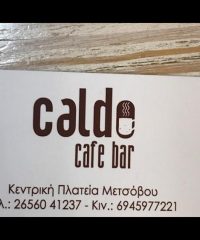 caldo
cafe bar
Κεντρική Πλατεία Μετσόβου
λ.: 26560 41237 - Κιν.: 6945977221